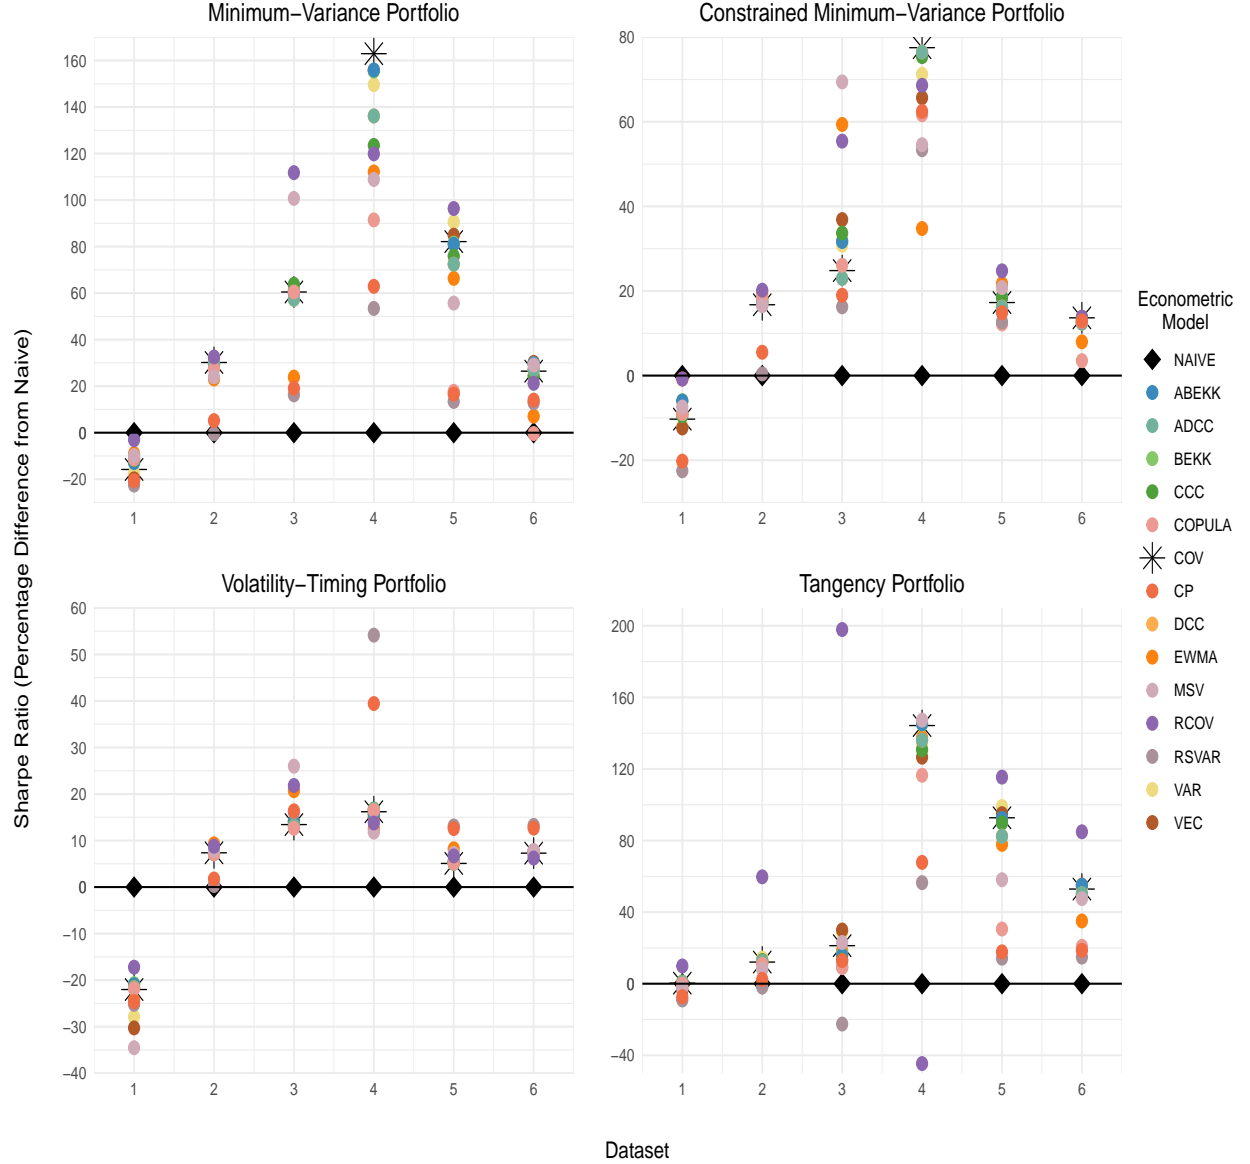 Minimum−Variance Portfolio
Constrained Minimum−Variance Portfolio
160
140
120
100
80
60
40
20
0
−20
1 2 3 4 5 6
80
60
40
20
0
−20
1 2 3 4 5 6
Volatility−Timing Portfolio
Tangency Portfolio
60
50
40
30
20
10
0
−10
−20
−30
−40
1 2 3 4 5 6
200
160
120
80
40
0
−40
1 2 3 4 5 6
Sharpe Ratio (Percentage Difference from Naive)
Dataset
Econometric
Model
NAIVE
ABEKK
ADCC
BEKK
CCC
COPULA
COV
CP
DCC
EWMA
MSV
RCOV
RSVAR
VAR
VEC